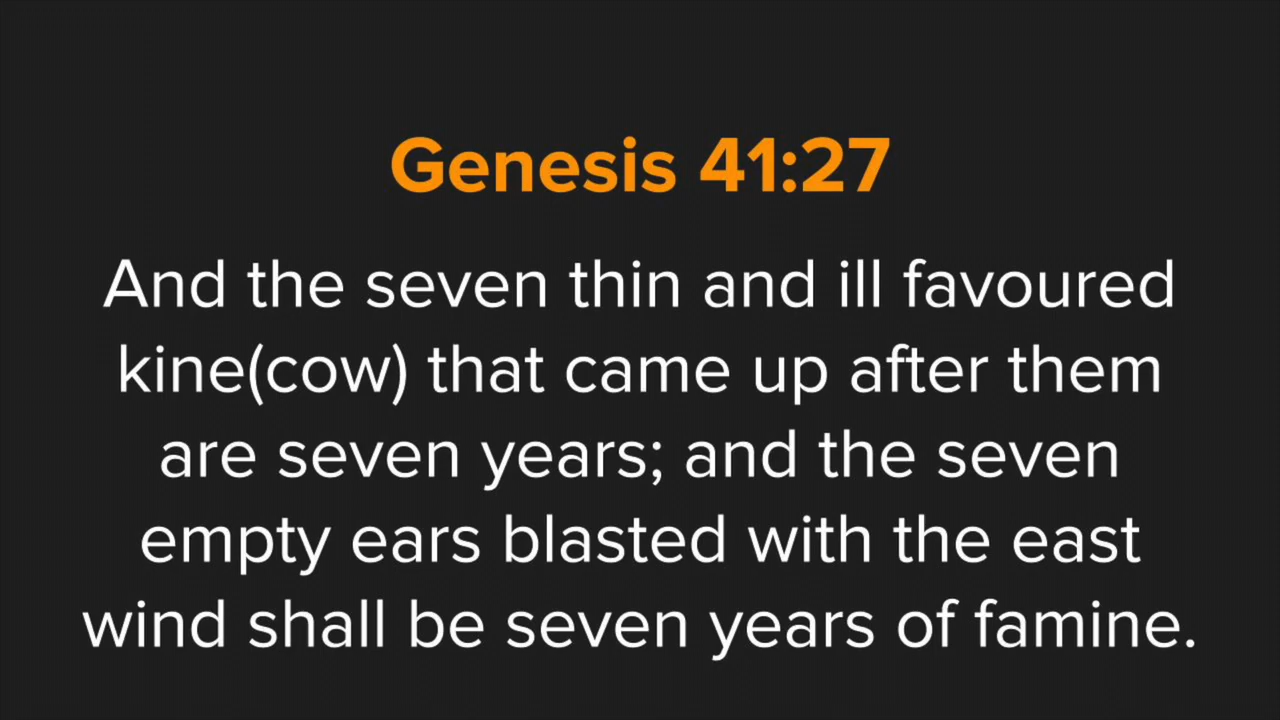 Genesis 41:27
And the seven thin and ill favoured
kine(cow) that came up after them
are seven years; and the seven
empty ears blasted with the east
wind shall be seven years of famine.